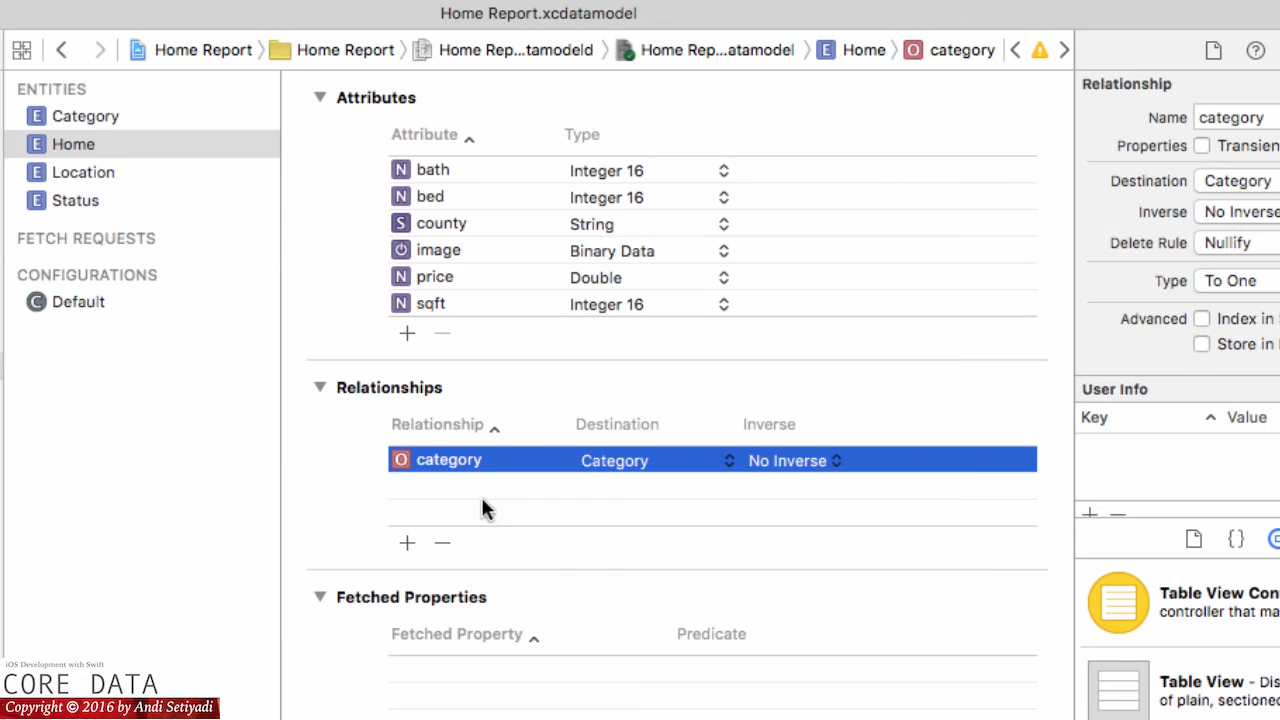 Home Report.xcdatamodel
Home Report
Home Report
Home Rep...tamodeld
Home Rep...atamodel
E Home
O category
ENTITIES
E Category
E Home
E Location
E Status
FETCH REQUESTS
CONFIGURATIONS
C Default
Attributes
Attribute Type
N bath Integer 16
N bed Integer 16
S county String
image Binary Data
N price Double
N sqft Integer 16
+ −
Relationships
Relationship Destination Inverse
O category Category No Inverse
+ −
Fetched Properties
Fetched Property Predicate
Relationship
Name category
Properties Transien
Destination Category
Inverse No Inverse
Delete Rule Nullify
Type To One
Advanced Index in
Store in
User Info
Key Value
+ −
{}
Table View Con
controller that ma
Table View - Dis
of plain, sectione
iOS Development with Swift
CORE DATA
Copyright © 2016 by Andi Setiyadi